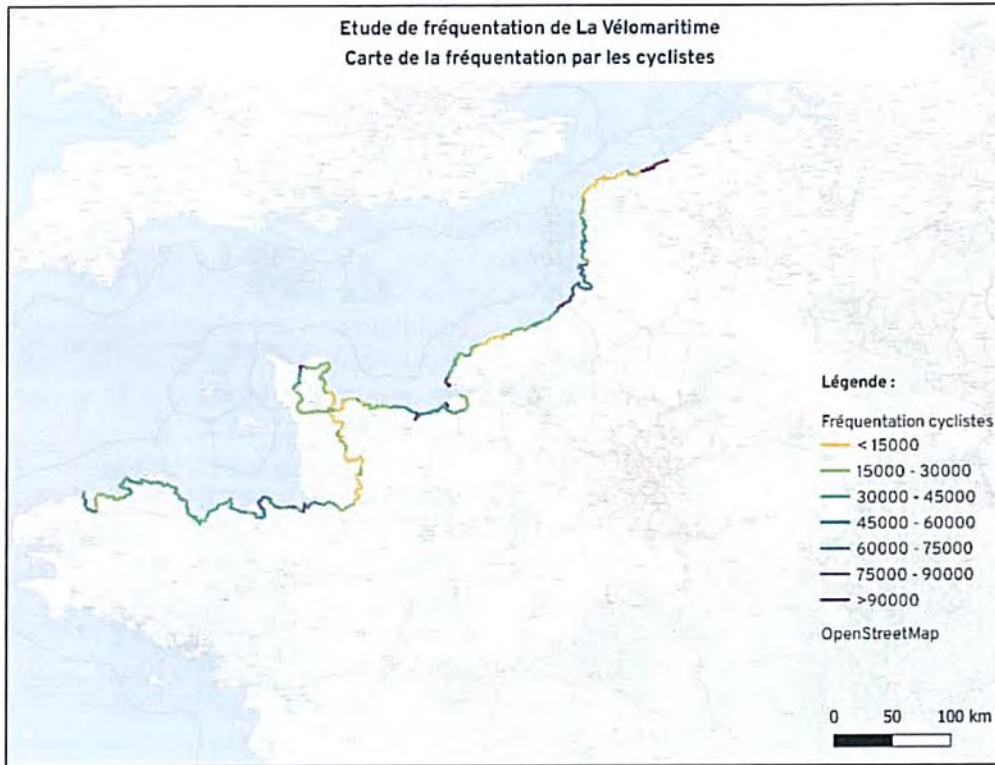 Etude de fréquentation de La Vélomaritime
Carte de la fréquentation par les cyclistes
Légende :
Fréquentation cyclistes
< 15000
15000 - 30000
30000 - 45000
45000 - 60000
60000 - 75000
75000 - 90000
>90000
OpenStreetMap
0 50 100 km